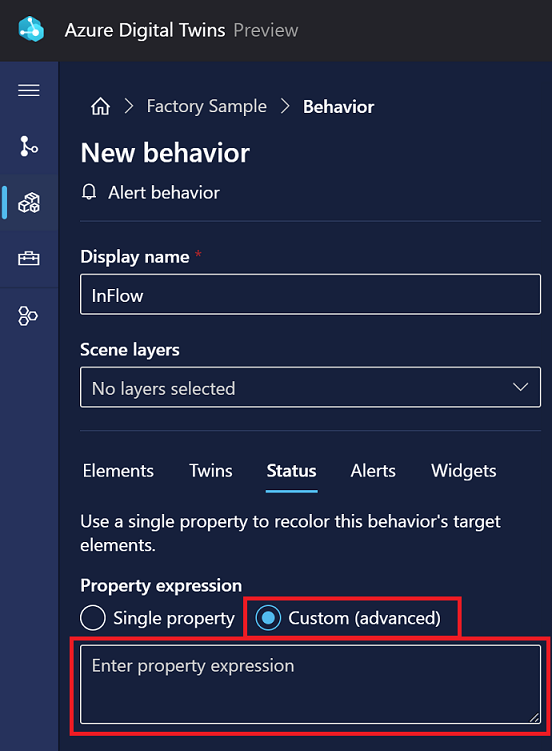 Azure Digital Twins Preview
Factory Sample Behavior
New behavior
Alert behavior
Display name *
InFlow
Scene layers
No layers selected
Elements Twins Status Alerts Widgets
Use a single property to recolor this behavior's target
elements.
Property expression
Single property Custom (advanced)
Enter property expression